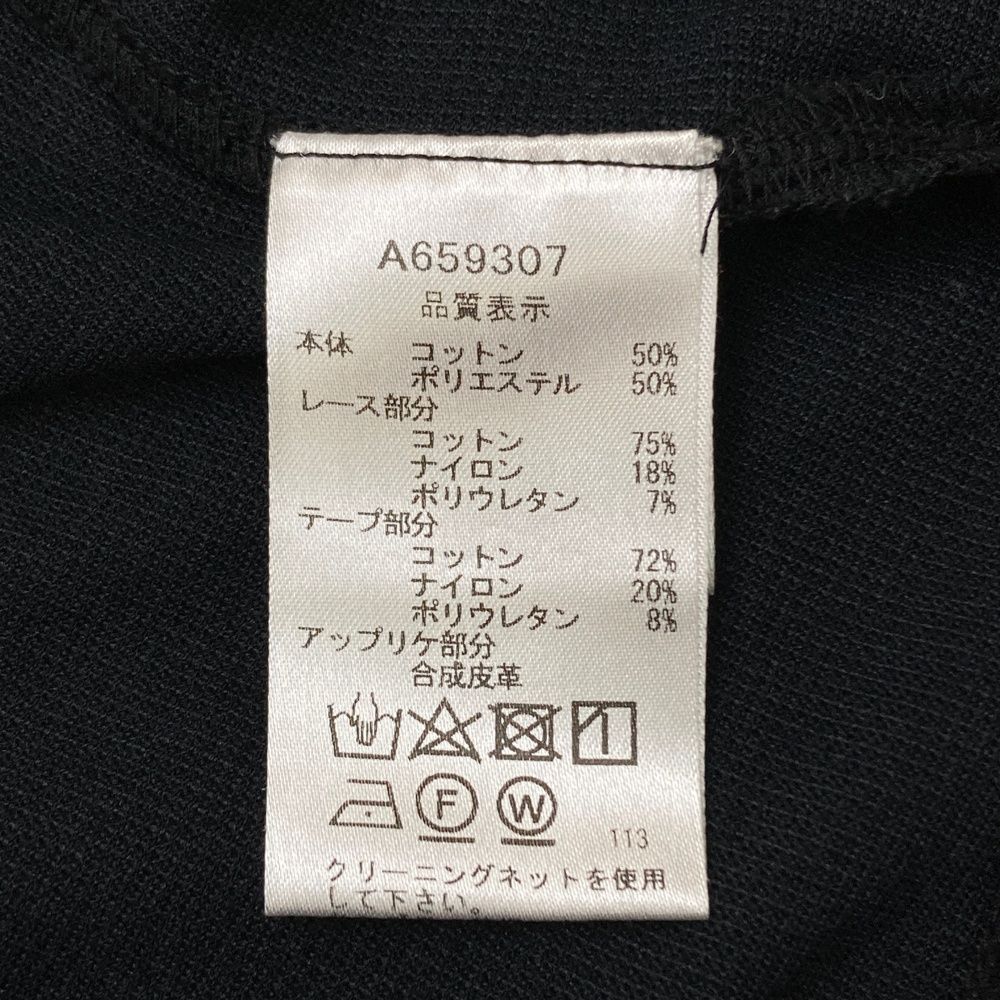 A659307
品質表示
本体 コットン 50%
ポリエステル 50%
レース部分
コットン 75%
ナイロン 18%
ポリウレタン 7%
テープ部分
コットン 72%
ナイロン 20%
ポリウレタン 8%
アップリケ部分
合成皮革
F W 113
クリーニングネットを使用
して下さい。